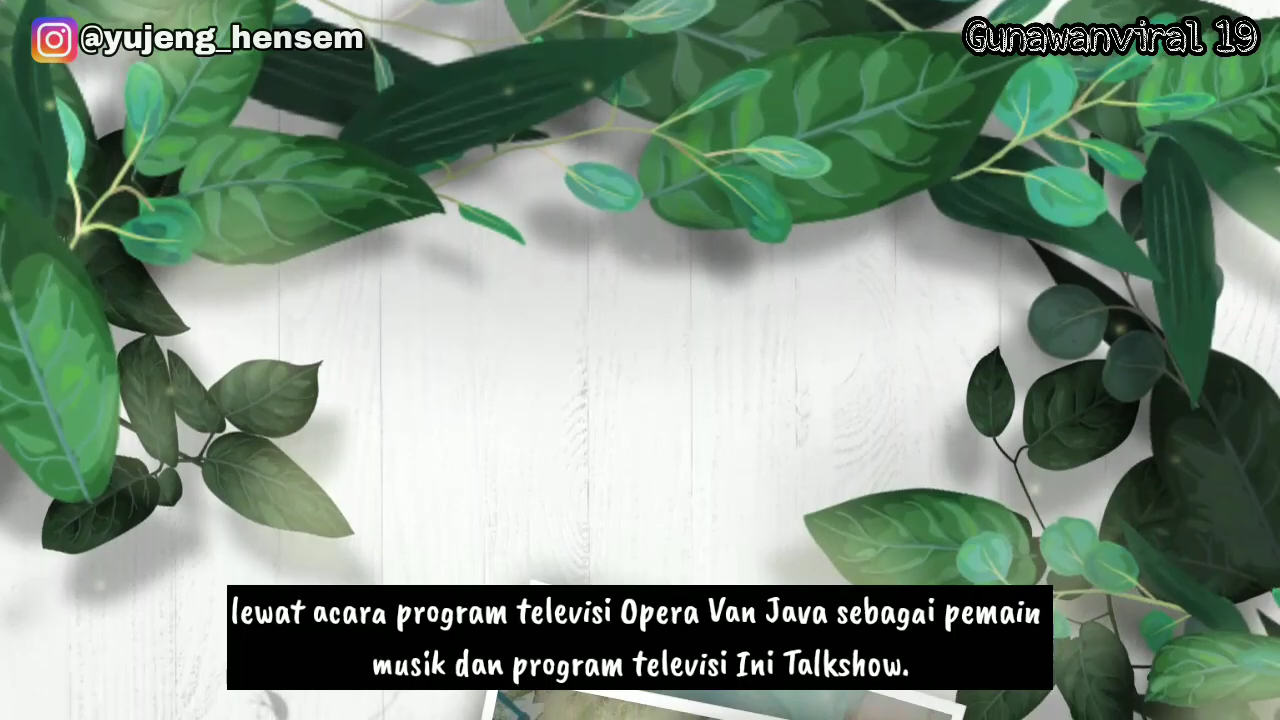 @yujeng_hensem
Gunawanviral 19
lewat acara program televisi Opera Van Java sebagai pemain
musik dan program televisi Ini Talkshow.